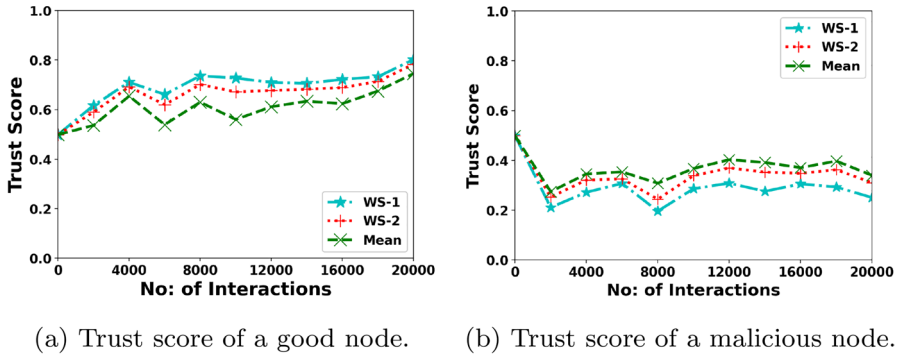 1.0
0.8
0.6
0.4
0.2
0.0
Trust Score
0 4000 8000 12000 16000 20000
No: of Interactions
WS-1
WS-2
Mean
(a) Trust score of a good node.
1.0
0.8
0.6
0.4
0.2
0.0
Trust Score
0 4000 8000 12000 16000 20000
No: of Interactions
WS-1
WS-2
Mean
(b) Trust score of a malicious node.